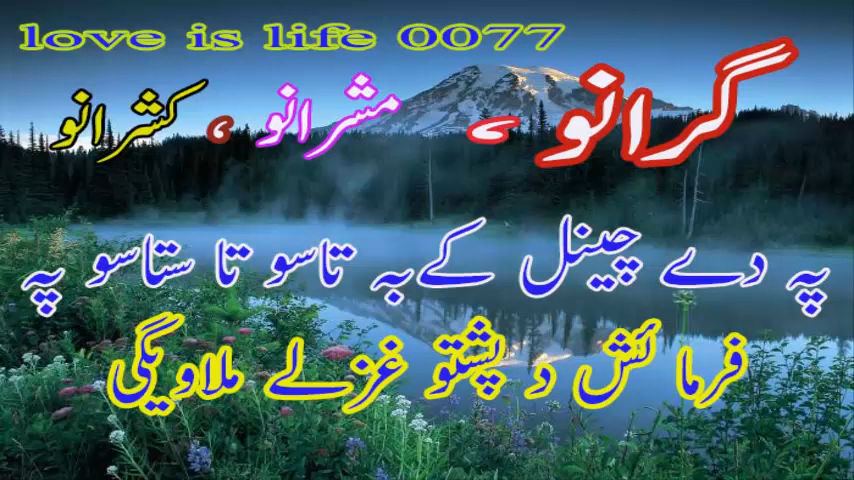 love is life 0077
گرانو ، مشرانو ، کشرانو
په دے چینل کے به تاسو تا ستاسو په
فرمائش د پشتو غزلے ملاویگی